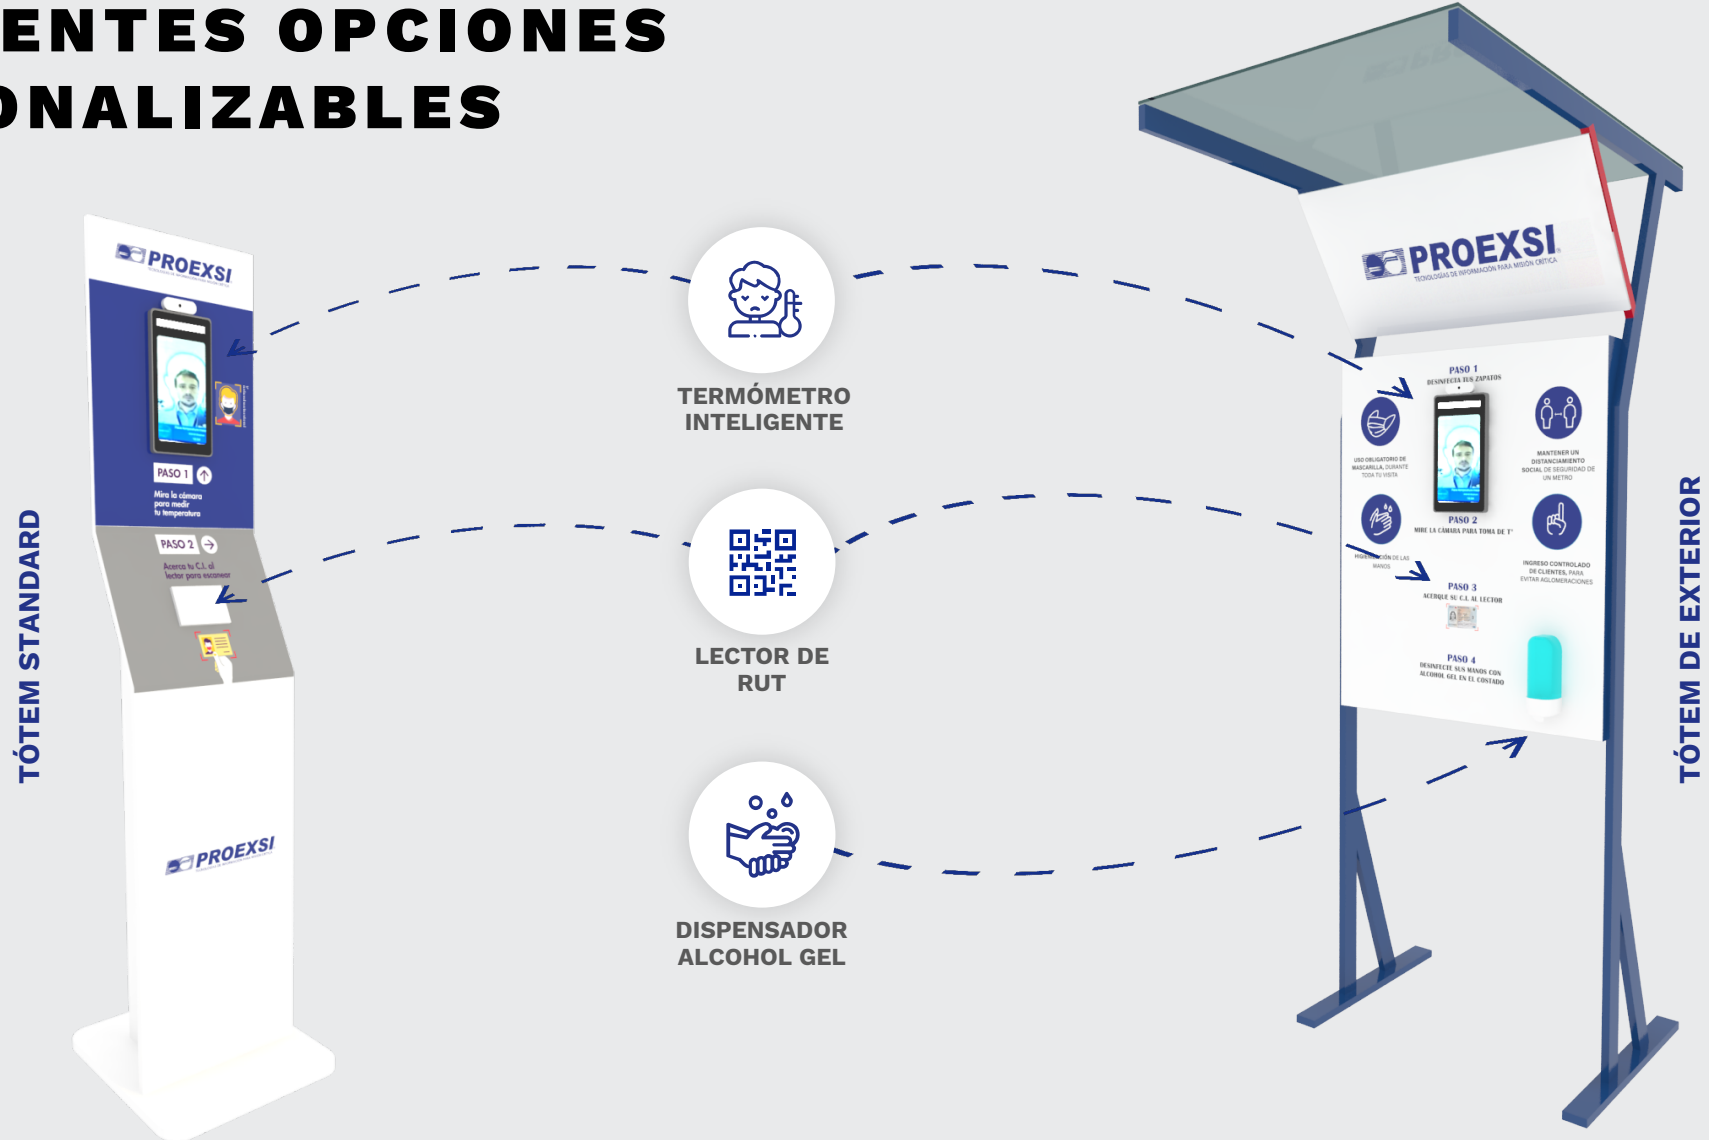 ENTES OPCIONES
ONALIZABLES
TÓTEM STANDARD
PROEXSI
PASO 1
Mira la cámara
para medir
tu temperatura
PASO 2
Acerca tu C.I. al
lector para escanear
PROEXSI
TERMÓMETRO
INTELIGENTE
LECTOR DE
RUT
DISPENSADOR
ALCOHOL GEL
PROEXSI
TECNOLOGÍAS DE INFORMACIÓN PARA MISIÓN CRÍTICA
PASO 1
DESINFECTA TUS ZAPATOS
USO OBLIGATORIO DE
MASCARILLA, DURANTE
TODA TU VISITA
MANTENER UN
DISTANCIAMIENTO
SOCIAL DE SEGURIDAD DE
UN METRO
PASO 2
MIRE LA CÁMARA PARA TOMA DE T°
DE LAS
MANOS
INGRESO CONTROLADO
DE CLIENTES, PARA
EVITAR AGLOMERACIONES
PASO 3
ACERQUE SU C.I. AL LECTOR
PASO 4
DESINFECTE SUS MANOS CON
ALCOHOL GEL EN EL COSTADO
TÓTEM DE EXTERIOR